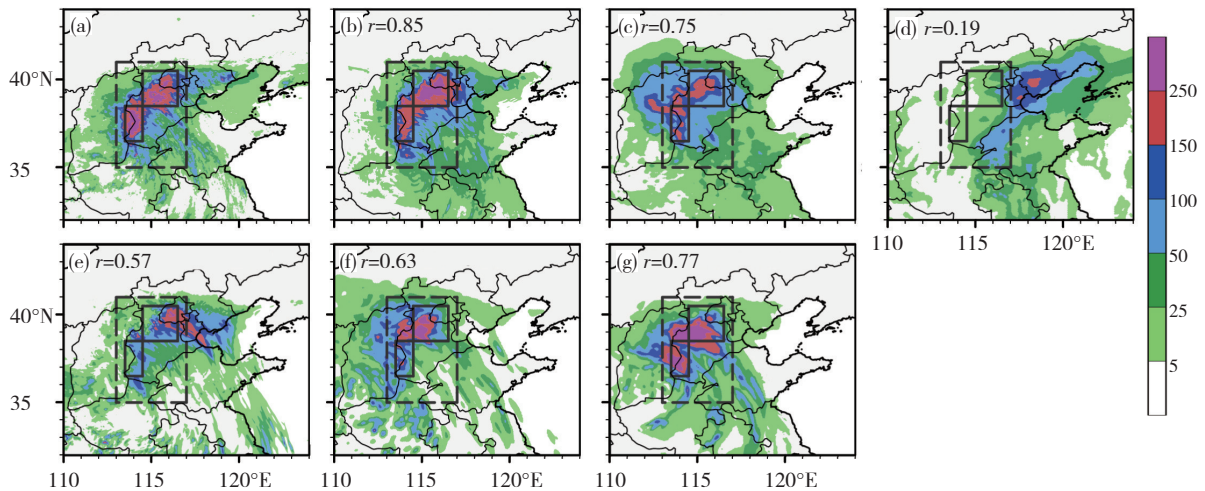 (a)
(b) r=0.85
(c) r=0.75
(d) r=0.19
40°N
35
250
150
100
50
25
5
110 115 120°E
(e) r=0.57
(f) r=0.63
(g) r=0.77
40°N
35
110 115 120°E
110 115 120°E
110 115 120°E